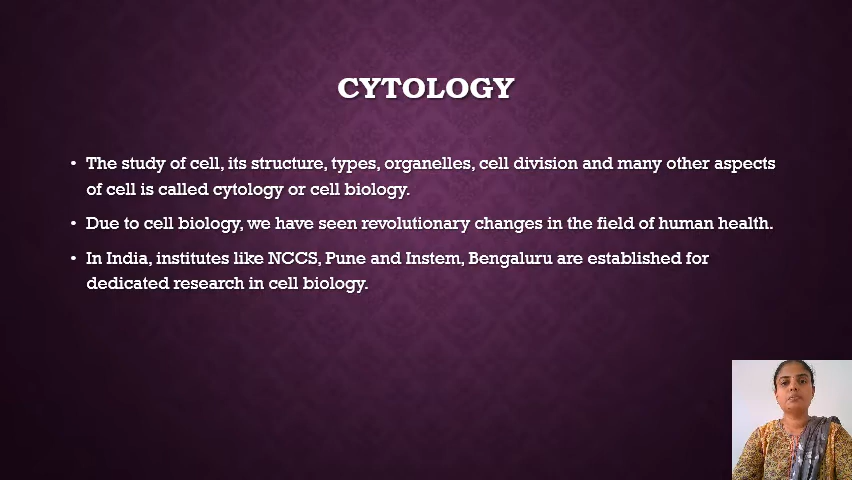 CYTOLOGY
• The study of cell, its structure, types, organelles, cell division and many other aspects
of cell is called cytology or cell biology.
• Due to cell biology, we have seen revolutionary changes in the field of human health.
• In India, institutes like NCCS, Pune and Instem, Bengaluru are established for
dedicated research in cell biology.